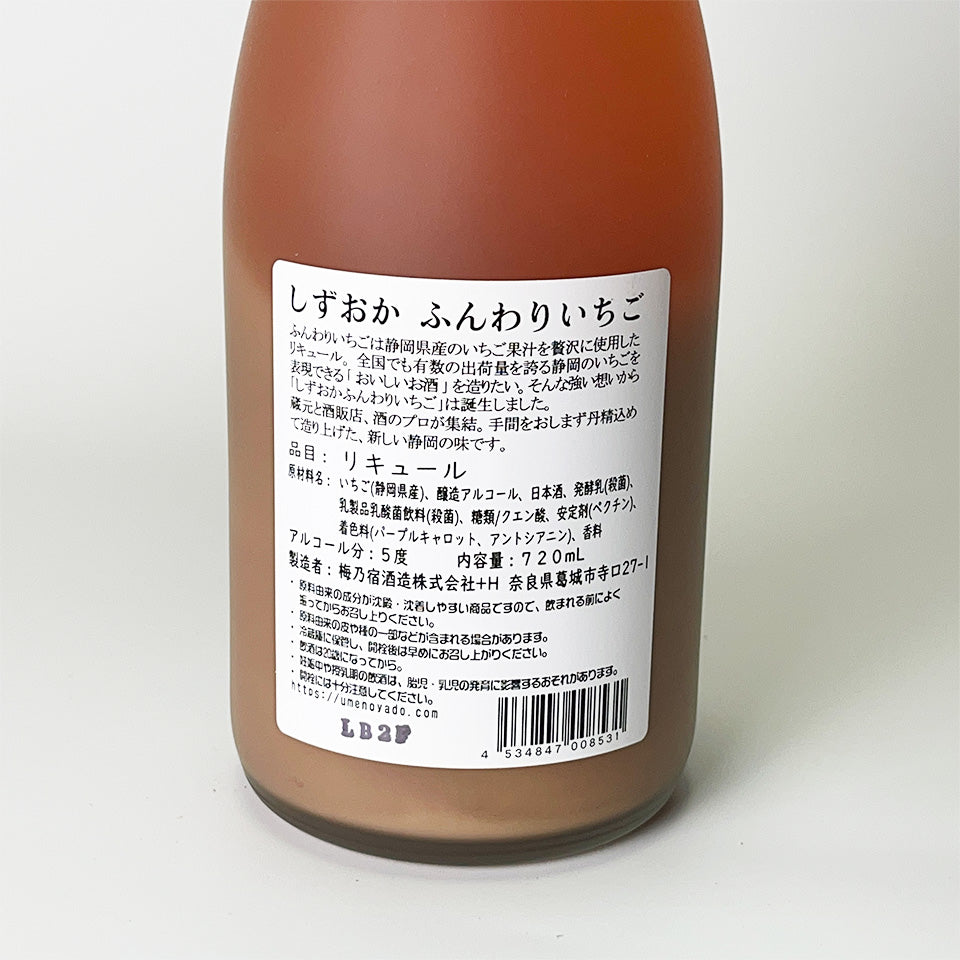 しずおか ふんわりいちご
ふんわりいちごは静岡県産のいちご果汁を贅沢に使用した
リキュール。全国でも有数の出荷量を誇る静岡のいちごを
表現できる「おいしいお酒」を造りたい。そんな強い想いから
「しずおかふんわりいちご」は誕生しました。
蔵元と酒販店、酒のプロが集結。手間をおしまず丹精込め
て造り上げた、新しい静岡の味です。
品目：リキュール
原材料名：いちご(静岡県産)、醸造アルコール、日本酒、発酵乳(殺菌)、
乳製品乳酸菌飲料(殺菌)、糖類/クエン酸、安定剤(ペクチン)、
着色料(パープルキャロット、アントシアニン)、香料
アルコール分：5度 内容量：720mL
製造者：梅乃宿酒造株式会社+H 奈良県葛城市寺口27-1
・原料由来の成分が沈殿・沈着しやすい商品ですので、飲まれる前によく
振ってからお召し上りください。
・原料由来の皮や種の一部などが含まれる場合があります。
・冷蔵庫に保管し、開栓後は早めにお召し上がりください。
・飲酒は20歳になってから。
・妊娠中や授乳期の飲酒は、胎児・乳児の発育に影響するおそれがあります。
・開栓には十分注意してください。
https://umenoyado.com
LB2F
4 534847 008531